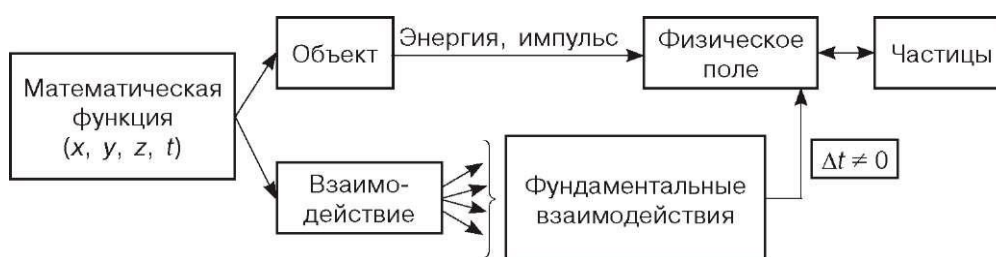 Математическая
функция
(x, y, z, t)
Объект
Энергия, импульс
Физическое
поле
Частицы
Взаимо-
действие
Фундаментальные
взаимодействия
Δt ≠ 0